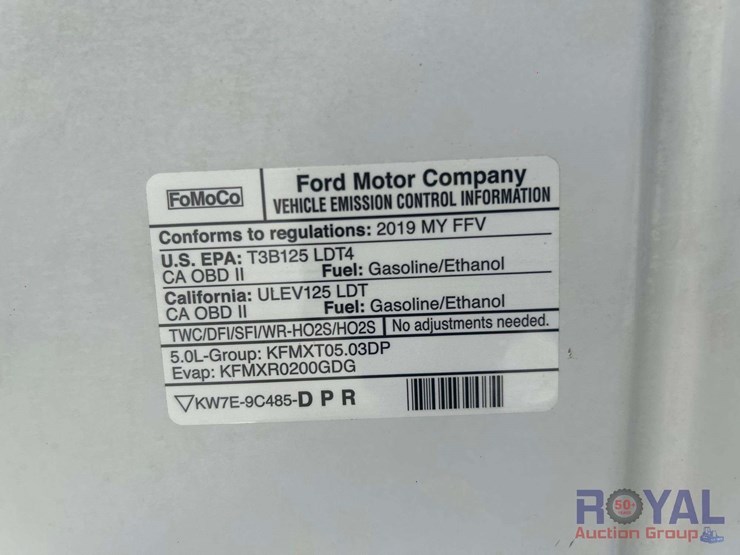 FoMoCo
Ford Motor Company
VEHICLE EMISSION CONTROL INFORMATION
Conforms to regulations: 2019 MY FFV
U.S. EPA: T3B125 LDT4
CA OBD II Fuel: Gasoline/Ethanol
California: ULEV125 LDT
CA OBD II Fuel: Gasoline/Ethanol
TWC/DFI/SFI/WR-HO2S/HO2S No adjustments needed.
5.0L-Group: KFMXT05.03DP
Evap: KFMXR0200GDG
KW7E-9C485-D P R
ROYAL
50+
Auction Group